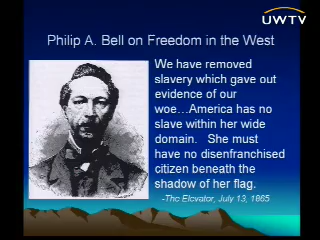 UWTV
Philip A. Bell on Freedom in the West
We have removed
slavery which gave out
evidence of our
woe…America has no
slave within her wide
domain. She must
have no disenfranchised
citizen beneath the
shadow of her flag.
-The Elevator, July 13, 1865